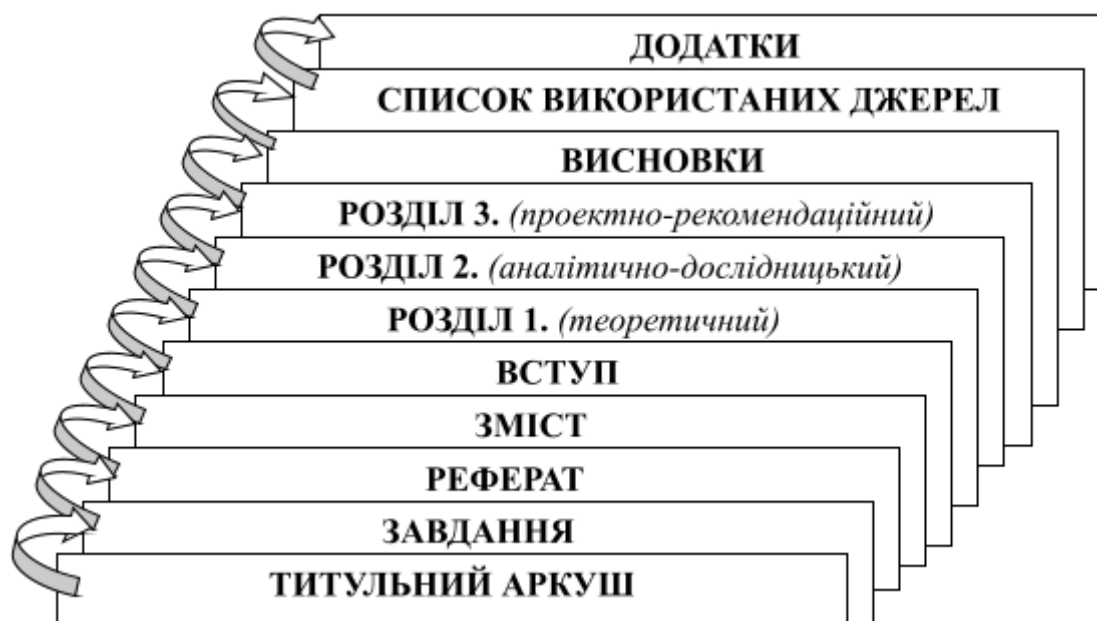 ДОДАТКИ
СПИСОК ВИКОРИСТАНИХ ДЖЕРЕЛ
ВИСНОВКИ
РОЗДІЛ 3. (проектно-рекомендаційний)
РОЗДІЛ 2. (аналітично-дослідницький)
РОЗДІЛ 1. (теоретичний)
ВСТУП
ЗМІСТ
РЕФЕРАТ
ЗАВДАННЯ
ТИТУЛЬНИЙ АРКУШ